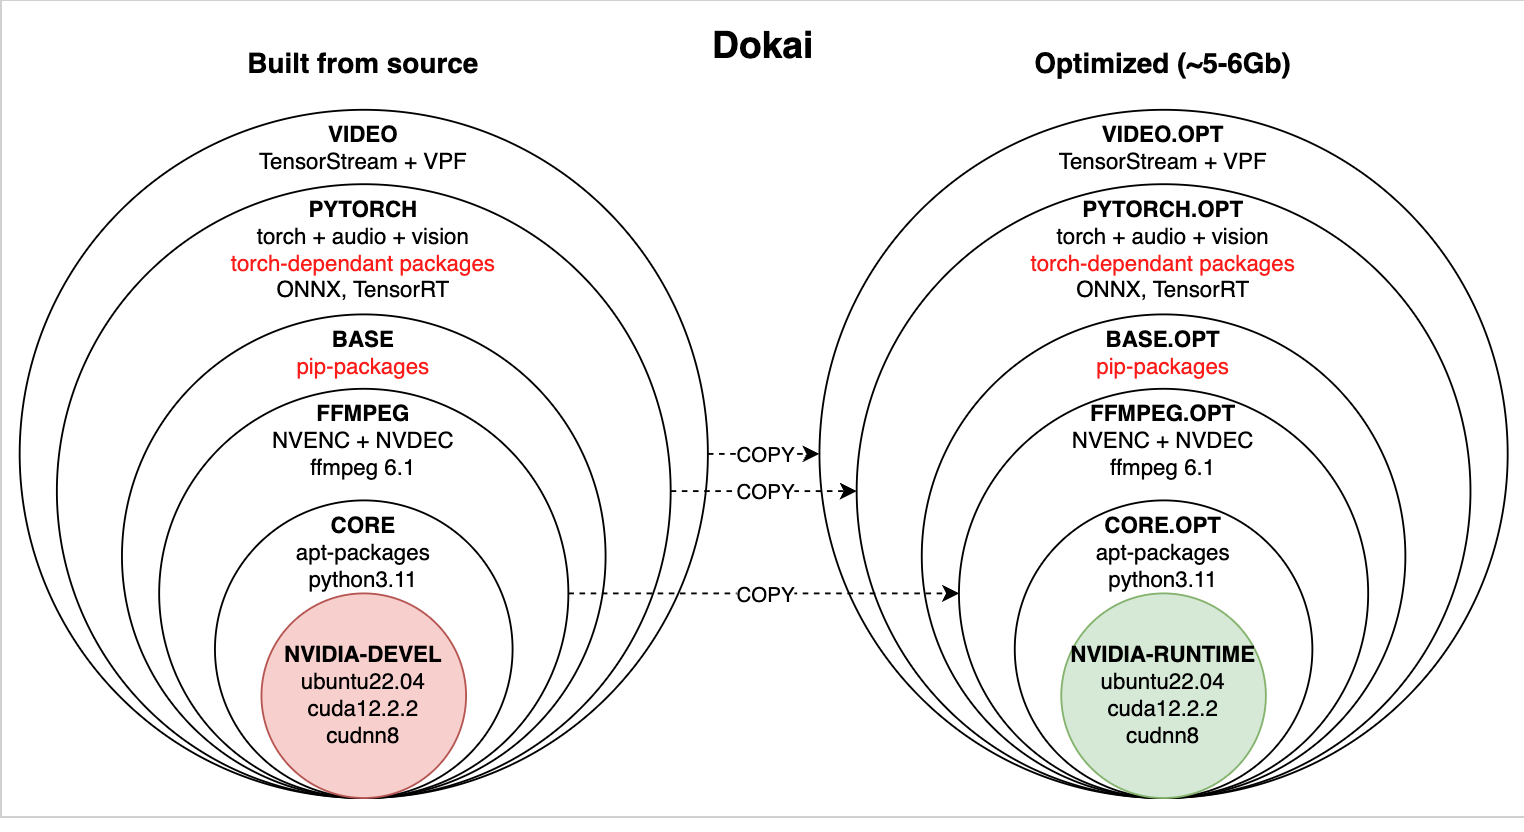 Dokai
Built from source
VIDEO
TensorStream + VPF
PYTORCH
torch + audio + vision
torch-dependant packages
ONNX, TensorRT
BASE
pip-packages
FFMPEG
NVENC + NVDEC
ffmpeg 6.1
CORE
apt-packages
python3.11
NVIDIA-DEVEL
ubuntu22.04
cuda12.2.2
cudnn8
COPY
COPY
COPY
Optimized (~5-6Gb)
VIDEO.OPT
TensorStream + VPF
PYTORCH.OPT
torch + audio + vision
torch-dependant packages
ONNX, TensorRT
BASE.OPT
pip-packages
FFMPEG.OPT
NVENC + NVDEC
ffmpeg 6.1
CORE.OPT
apt-packages
python3.11
NVIDIA-RUNTIME
ubuntu22.04
cuda12.2.2
cudnn8